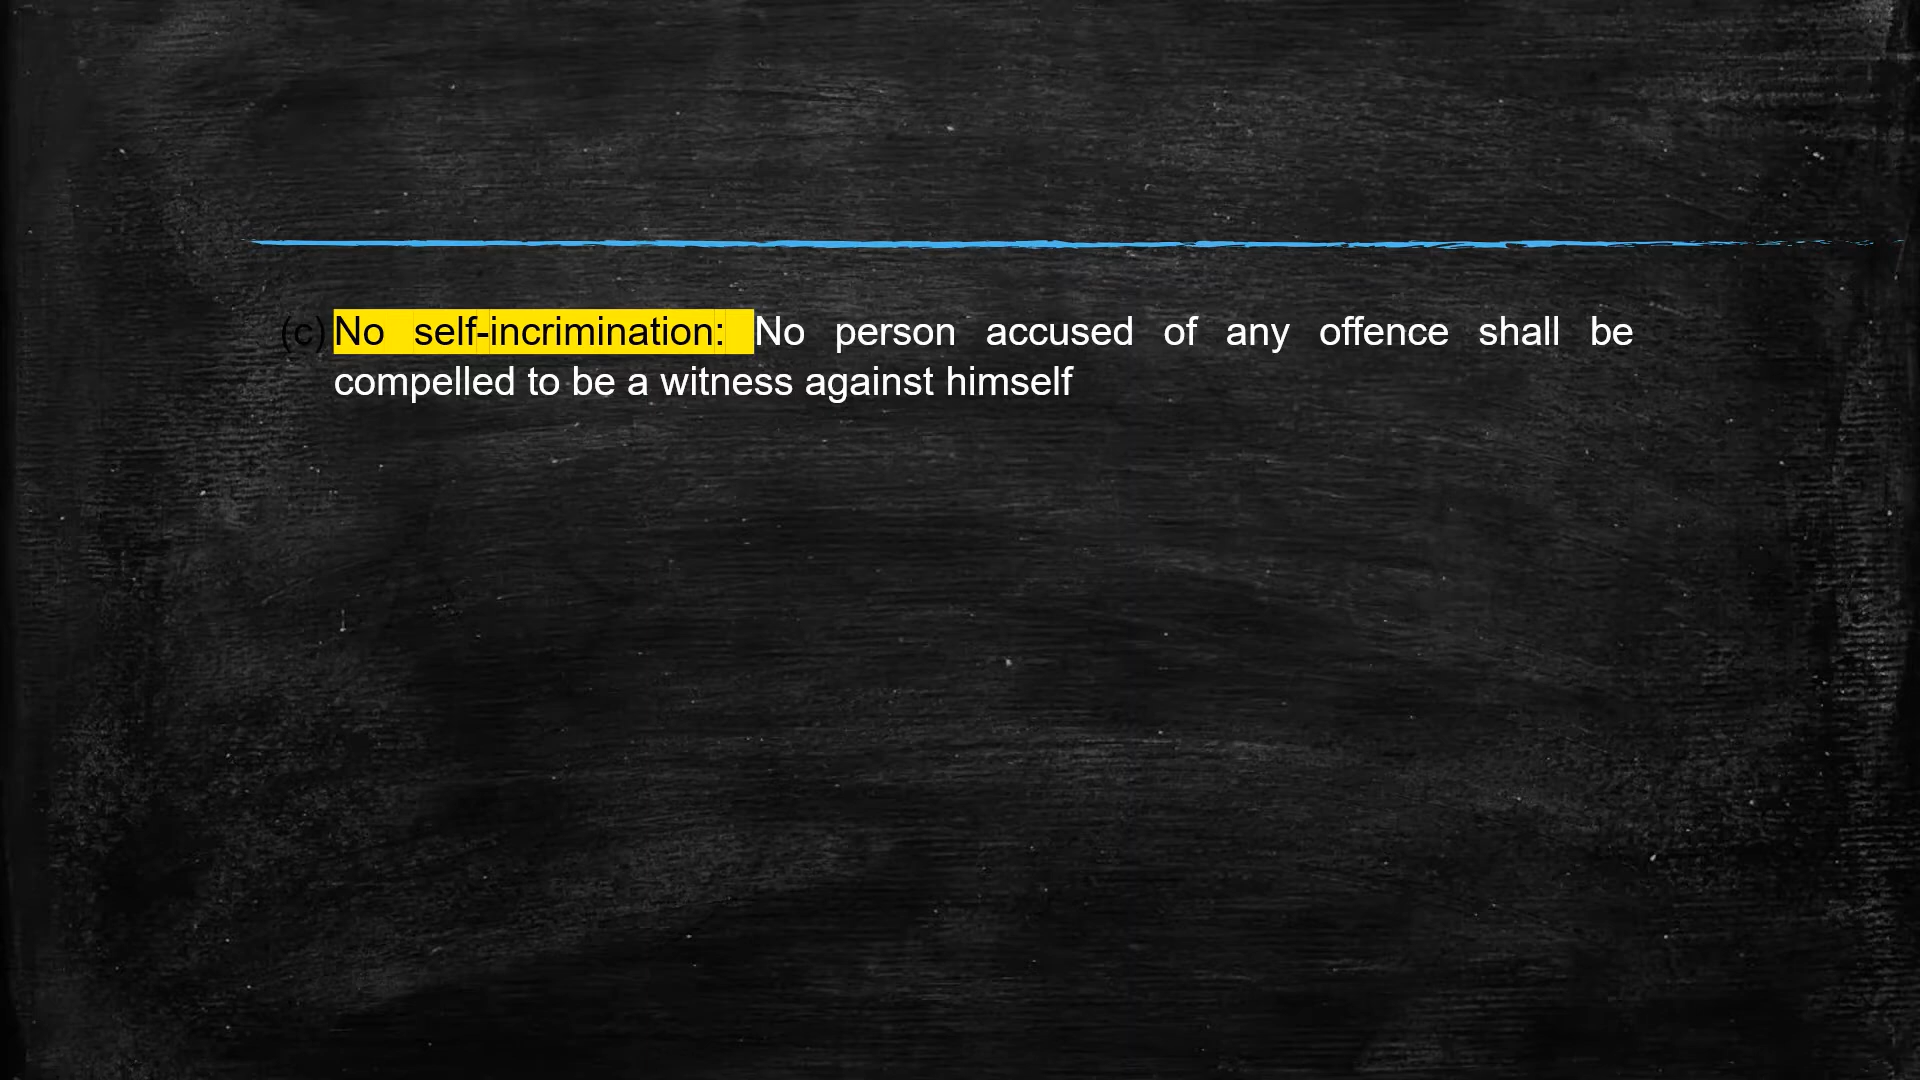 (c) No self-incrimination: No person accused of any offence shall be
compelled to be a witness against himself